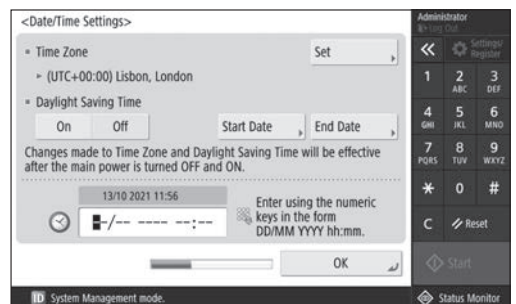 <Date/Time Settings>
Administrator
Log Out
Time Zone
Set
(UTC+00:00) Lisbon, London
Daylight Saving Time
On Off Start Date End Date
Changes made to Time Zone and Daylight Saving Time will be effective
after the main power is turned OFF and ON.
13/10 2021 11:56
--/-- ---- --:--
Enter using the numeric
keys in the form
DD/MM YYYY hh:mm.
OK
ID System Management mode.
Settings/
Register
1 2 3
ABC DEF
4 5 6
GHI JKL MNO
7 8 9
PQRS TUV WXYZ
* 0 #
C Reset
Start
Status Monitor